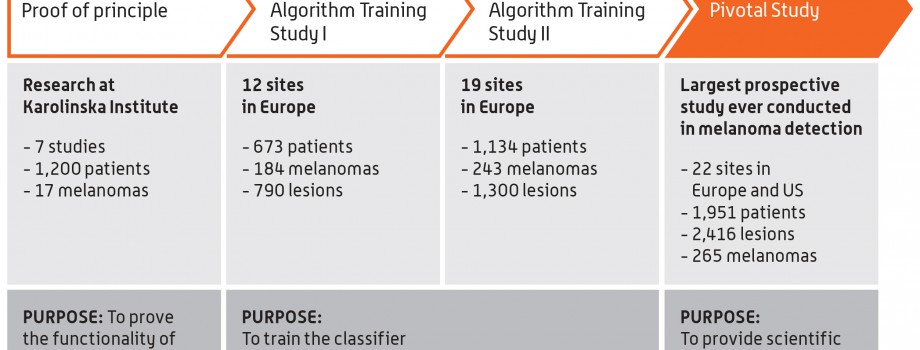 Proof of principle
Algorithm Training
Study I
Algorithm Training
Study II
Pivotal Study
Research at
Karolinska Institute
- 7 studies
- 1,200 patients
- 17 melanomas
12 sites
in Europe
- 673 patients
- 184 melanomas
- 790 lesions
19 sites
in Europe
- 1,134 patients
- 243 melanomas
- 1,300 lesions
Largest prospective
study ever conducted
in melanoma detection
- 22 sites in
Europe and US
- 1,951 patients
- 2,416 lesions
- 265 melanomas
PURPOSE: To prove
the functionality of
PURPOSE:
To train the classifier
PURPOSE:
To provide scientific